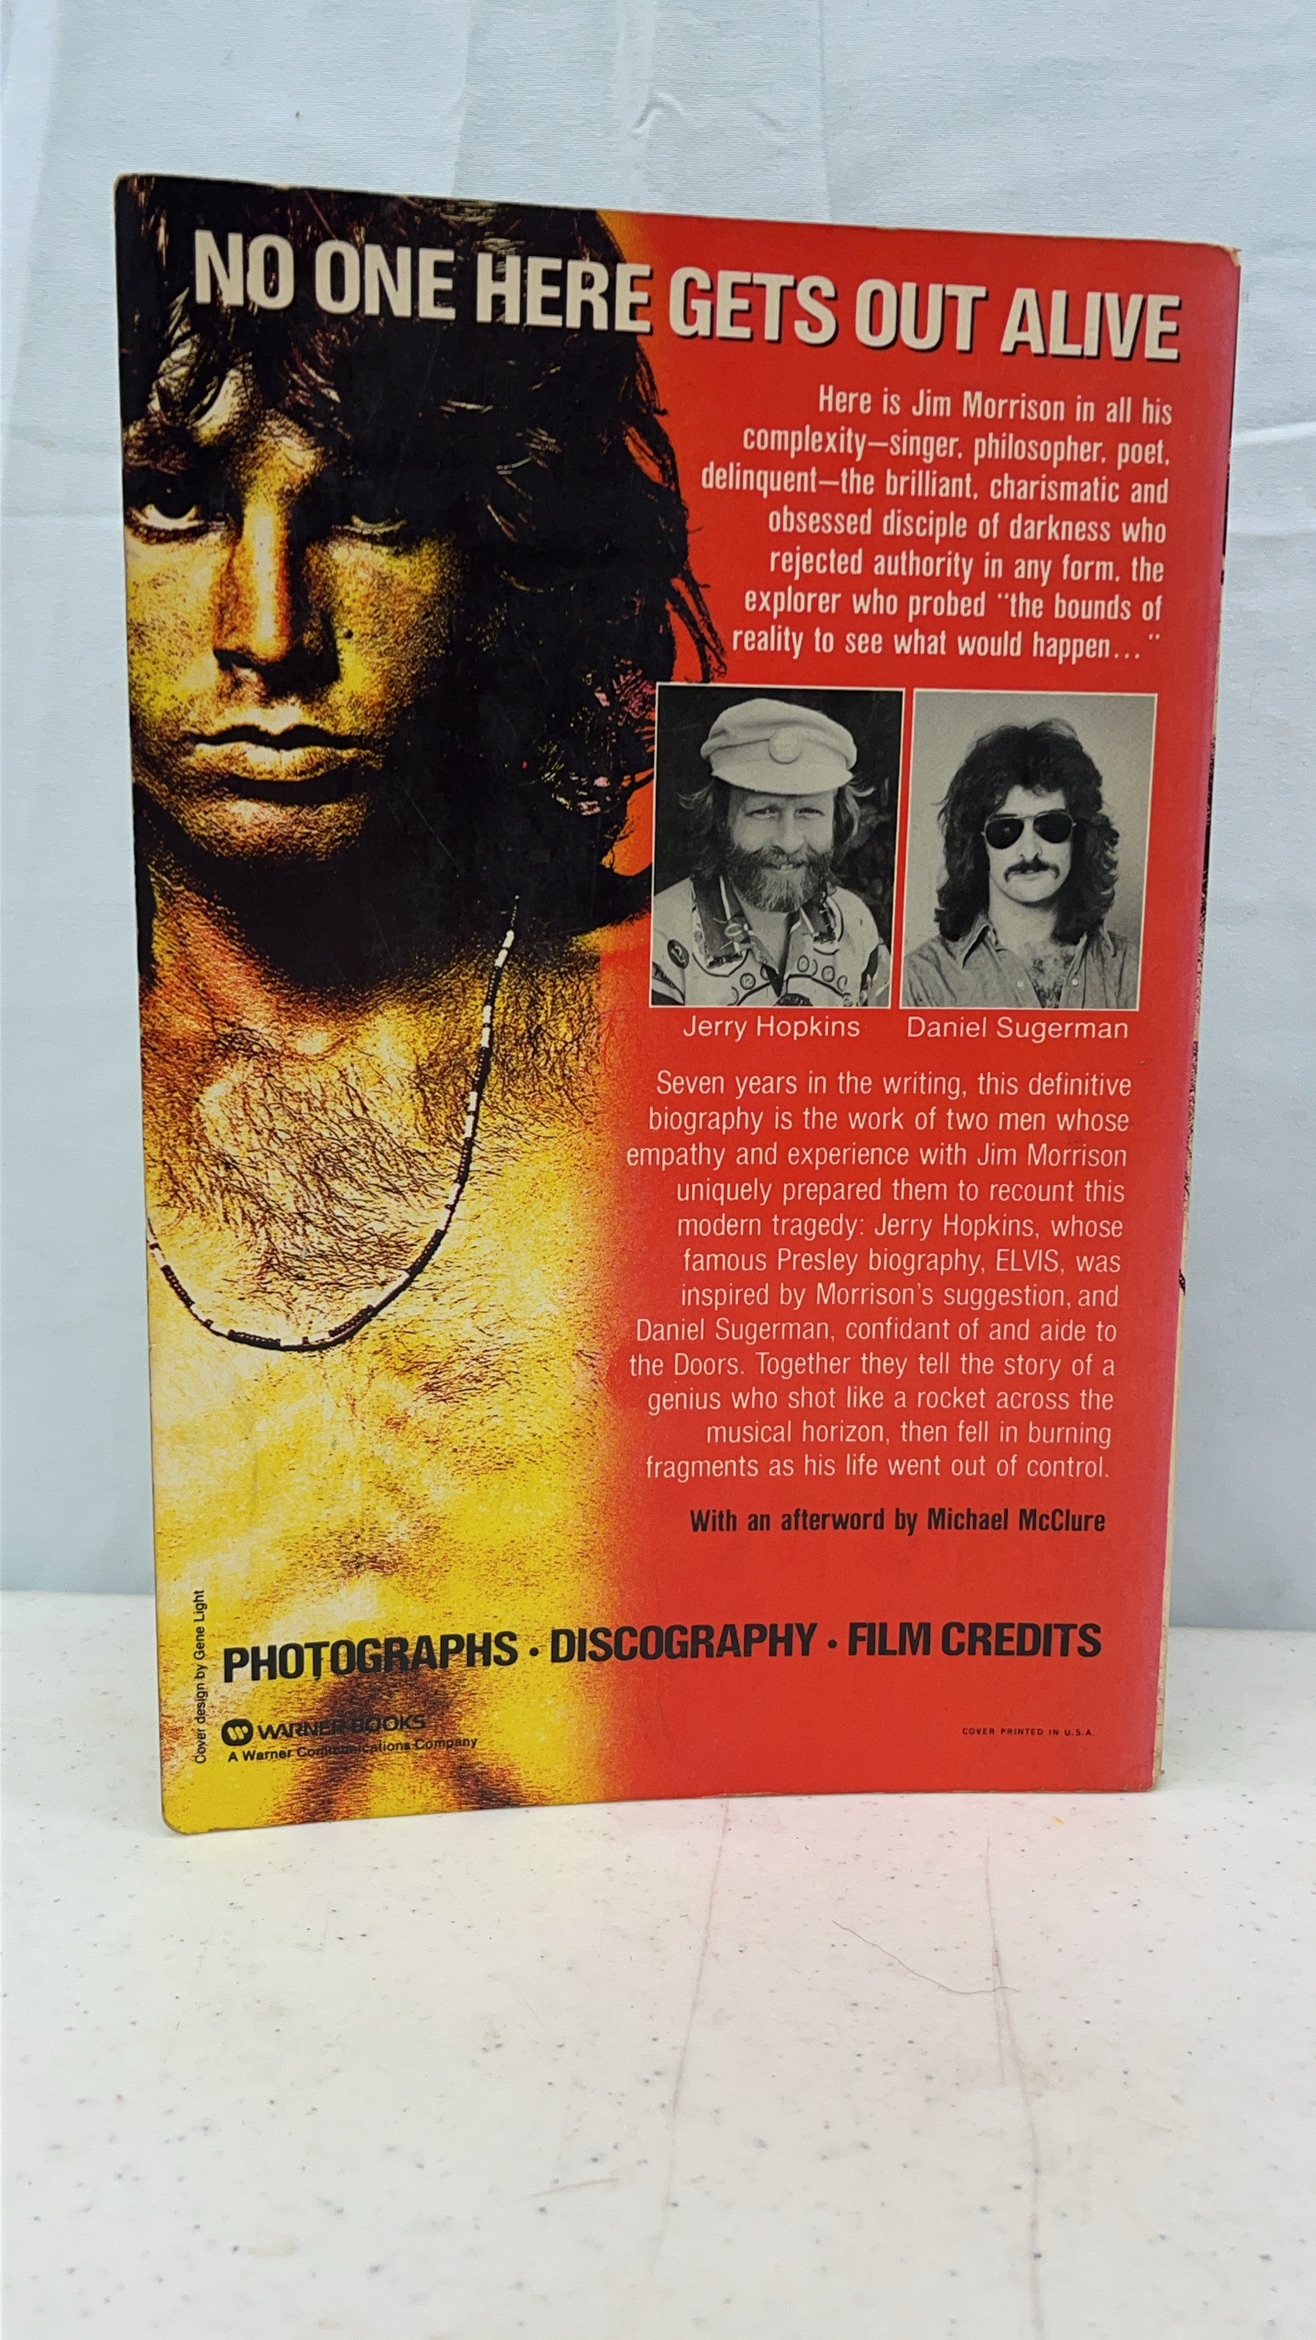 NO ONE HERE GETS OUT ALIVE
Here is Jim Morrison in all his
complexity—singer, philosopher, poet,
delinquent—the brilliant, charismatic and
obsessed disciple of darkness who
rejected authority in any form, the
explorer who probed "the bounds of
reality to see what would happen..."
Jerry Hopkins
Daniel Sugerman
Seven years in the writing, this definitive
biography is the work of two men whose
empathy and experience with Jim Morrison
uniquely prepared them to recount this
modern tragedy: Jerry Hopkins, whose
famous Presley biography, ELVIS, was
inspired by Morrison's suggestion, and
Daniel Sugerman, confidant of and aide to
the Doors. Together they tell the story of a
genius who shot like a rocket across the
musical horizon, then fell in burning
fragments as his life went out of control.
With an afterword by Michael McClure
PHOTOGRAPHS · DISCOGRAPHY · FILM CREDITS
Cover design by Gene Light
WARNER BOOKS
A Warner Communications Company
COVER PRINTED IN U.S.A.